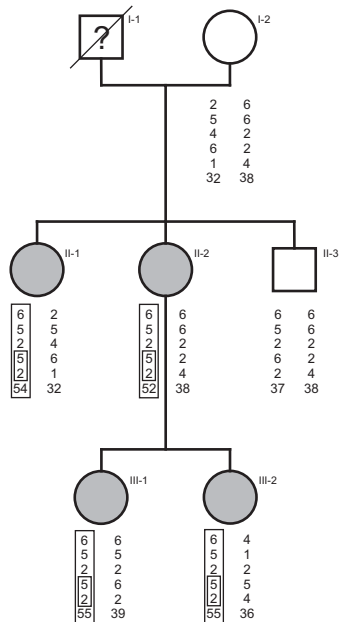 ? I-1 I-2
2 6
5 6
4 2
6 2
1 4
32 38
II-1 II-2 II-3
6 2 6 6 6 6
5 5 5 6 5 6
2 4 2 2 2 2
5 6 5 2 6 2
2 1 2 4 2 4
54 32 52 38 37 38
III-1 III-2
6 6 6 4
5 5 5 1
2 2 2 2
5 6 5 5
2 2 2 4
55 39 55 36